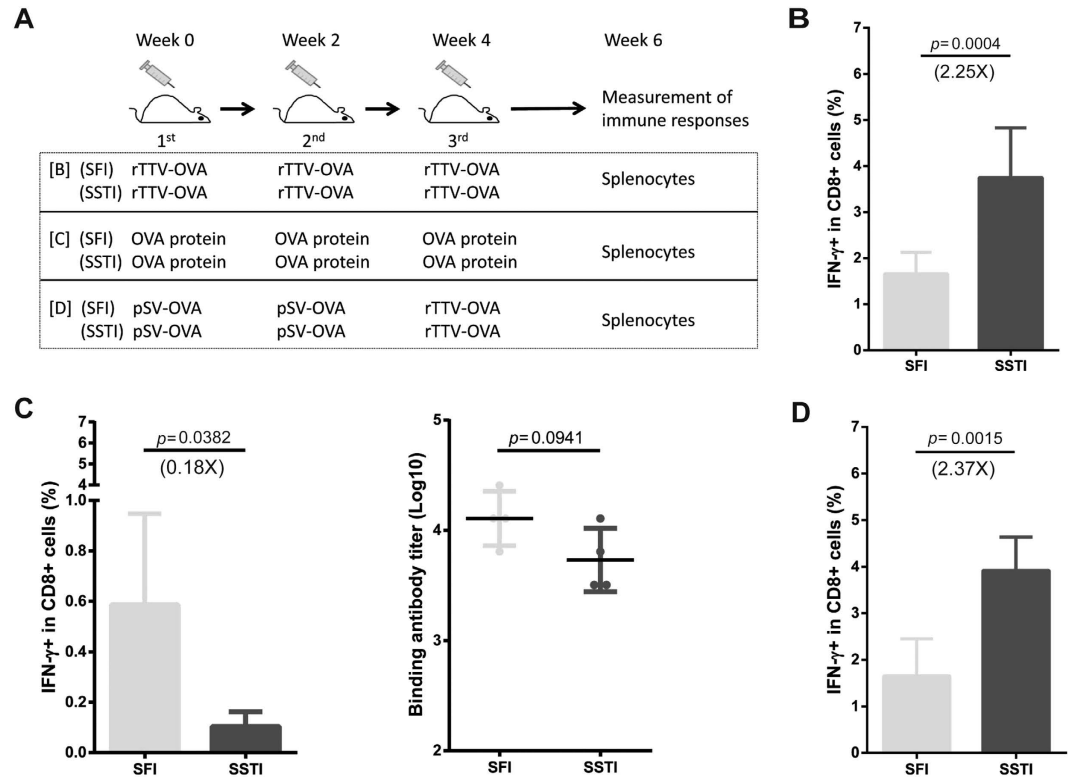 A
Week 0 Week 2 Week 4 Week 6
Measurement of
immune responses
1st 2nd 3rd
[B] (SFI) rTTV-OVA rTTV-OVA rTTV-OVA
(SSTI) rTTV-OVA rTTV-OVA rTTV-OVA
Splenocytes
[C] (SFI) OVA protein OVA protein OVA protein
(SSTI) OVA protein OVA protein OVA protein
Splenocytes
[D] (SFI) pSV-OVA pSV-OVA rTTV-OVA
(SSTI) pSV-OVA pSV-OVA rTTV-OVA
Splenocytes
B
p=0.0004
(2.25X)
IFN-γ+ in CD8+ cells (%)
7
6
5
4
3
2
1
0
SFI SSTI
C
p=0.0382
(0.18X)
IFN-γ+ in CD8+ cells (%)
7
6
5
4
1.0
0.8
0.6
0.4
0.2
0.0
SFI SSTI
p=0.0941
Binding antibody titer (Log10)
5
4
3
2
SFI SSTI
D
p=0.0015
(2.37X)
IFN-γ+ in CD8+ cells (%)
7
6
5
4
3
2
1
0
SFI SSTI